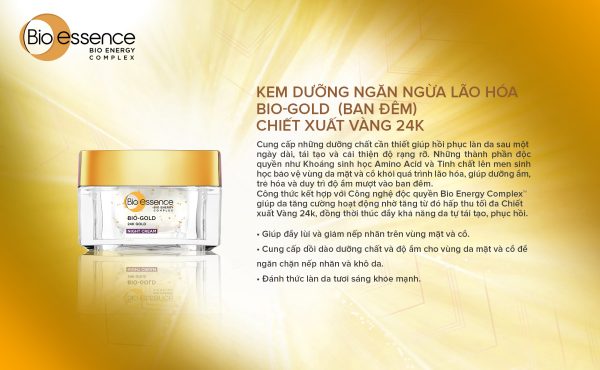 Bio essence
BIO ENERGY
COMPLEX
KEM DƯỠNG NGĂN NGỪA LÃO HÓA
BIO-GOLD (BAN ĐÊM)
CHIẾT XUẤT VÀNG 24K
Cung cấp những dưỡng chất cần thiết giúp hồi phục làn da sau một
ngày dài, tái tạo và cải thiện độ rạng rỡ. Những thành phần độc
quyền như Khoáng sinh học Amino Acid và Tinh chất lên men sinh
học bảo vệ vùng da mặt và cổ khỏi quá trình lão hóa, giúp dưỡng ẩm,
trẻ hóa và duy trì độ ẩm mượt vào ban đêm.
Công thức kết hợp với Công nghệ độc quyền Bio Energy Complex™
giúp da tăng cường hoạt động nhờ tăng từ đó hấp thu tối đa Chiết
xuất Vàng 24k, đồng thời thúc đẩy khả năng da tự tái tạo, phục hồi.
• Giúp đẩy lùi và giảm nếp nhăn trên vùng mặt và cổ.
• Cung cấp dồi dào dưỡng chất và độ ẩm cho vùng da mặt và cổ để
ngăn chặn nếp nhăn và khô da.
• Đánh thức làn da tươi sáng khỏe mạnh.
Bio essence
BIO ENERGY
COMPLEX
BIO-GOLD
24K GOLD
NIGHT CREAM